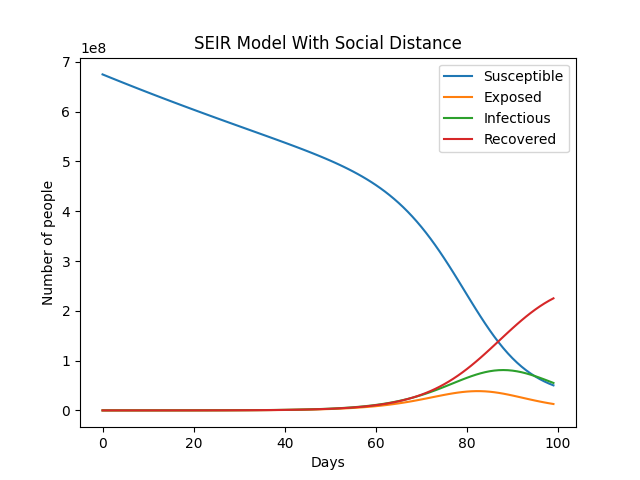 SEIR Model With Social Distance
1e8
7
6
5
4
3
2
1
0
Number of people
Susceptible
Exposed
Infectious
Recovered
0 20 40 60 80 100
Days